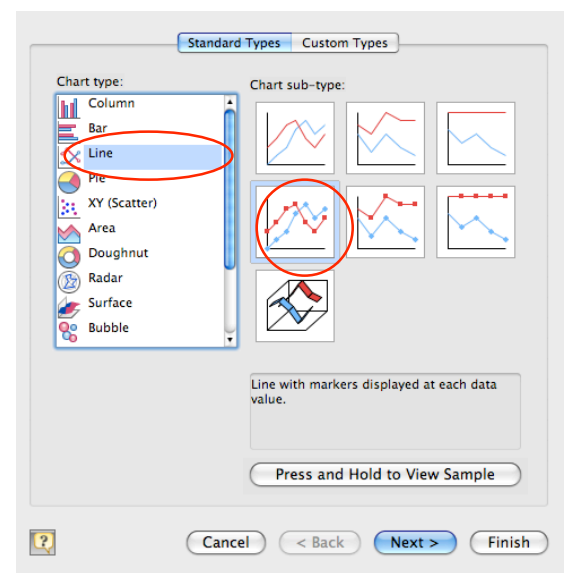 Standard Types Custom Types
Chart type:
Column
Bar
Line
Pie
XY (Scatter)
Area
Doughnut
Radar
Surface
Bubble
Chart sub-type:
Line with markers displayed at each data
value.
Press and Hold to View Sample
?
Cancel < Back Next > Finish